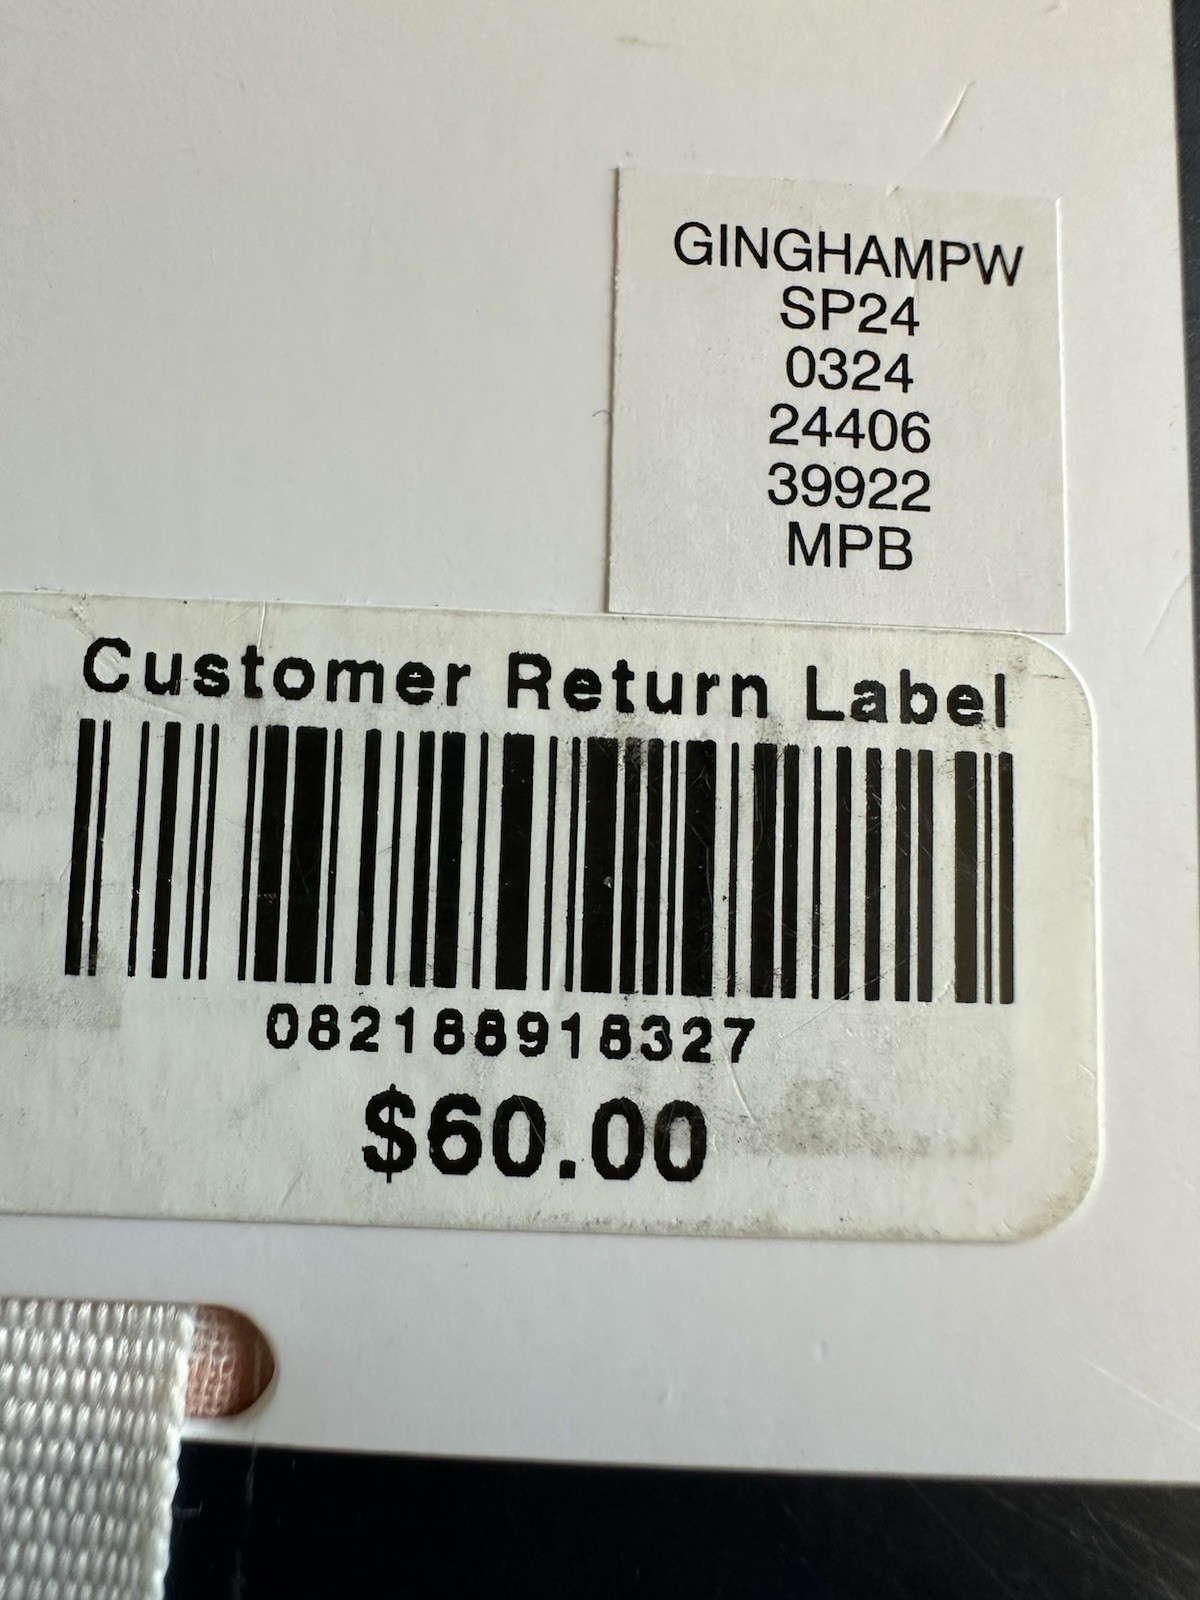 GINGHAMPW
SP24
0324
24406
39922
MPB
Customer Return Label
082188918327
$60.00